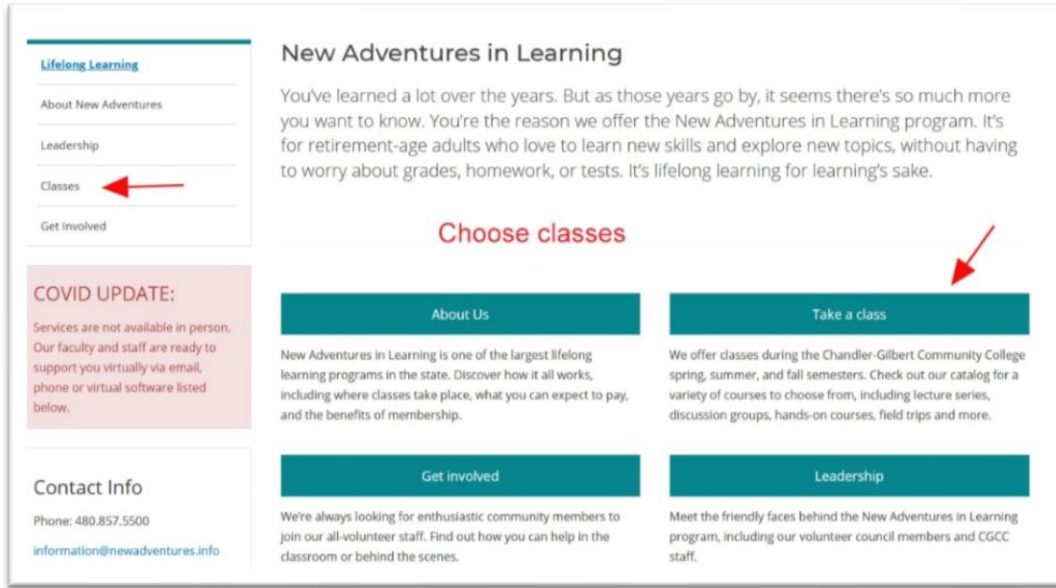 Lifelong Learning
About New Adventures
Leadership
Classes
Get Involved
COVID UPDATE:
Services are not available in person.
Our faculty and staff are ready to
support you virtually via email,
phone or virtual software listed
below.
Contact Info
Phone: 480.857.5500
information@newadventures.info
New Adventures in Learning
You've learned a lot over the years. But as those years go by, it seems there's so much more
you want to know. You're the reason we offer the New Adventures in Learning program. It's
for retirement-age adults who love to learn new skills and explore new topics, without having
to worry about grades, homework, or tests. It's lifelong learning for learning's sake.
Choose classes
About Us
New Adventures in Learning is one of the largest lifelong
learning programs in the state. Discover how it all works,
including where classes take place, what you can expect to pay,
and the benefits of membership.
Take a class
We offer classes during the Chandler-Gilbert Community College
spring, summer, and fall semesters. Check out our catalog for a
variety of courses to choose from, including lecture series,
discussion groups, hands-on courses, field trips and more.
Get involved
We're always looking for enthusiastic community members to
join our all-volunteer staff. Find out how you can help in the
classroom or behind the scenes.
Leadership
Meet the friendly faces behind the New Adventures in Learning
program, including our volunteer council members and CGCC
staff.